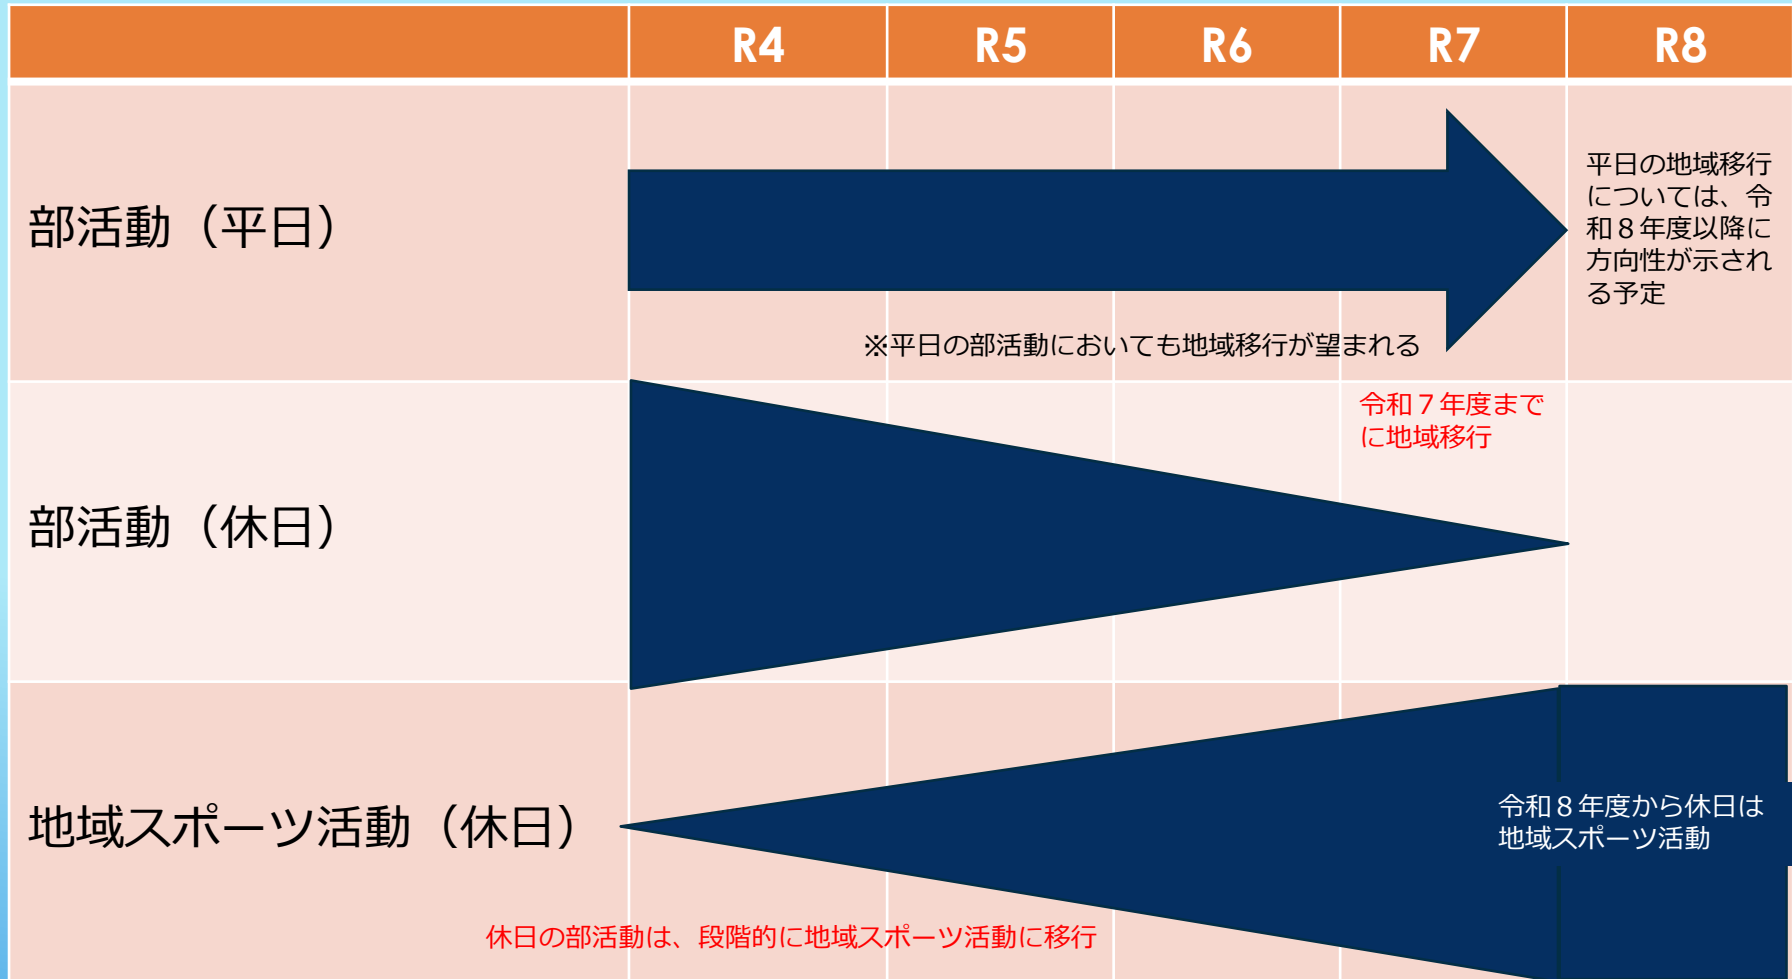 R4 R5 R6 R7 R8
部活動（平日）
平日の地域移行
については、令
和８年度以降に
方向性が示され
る予定
※平日の部活動においても地域移行が望まれる
部活動（休日）
令和７年度まで
に地域移行
地域スポーツ活動（休日）
令和８年度から休日は
地域スポーツ活動
休日の部活動は、段階的に地域スポーツ活動に移行